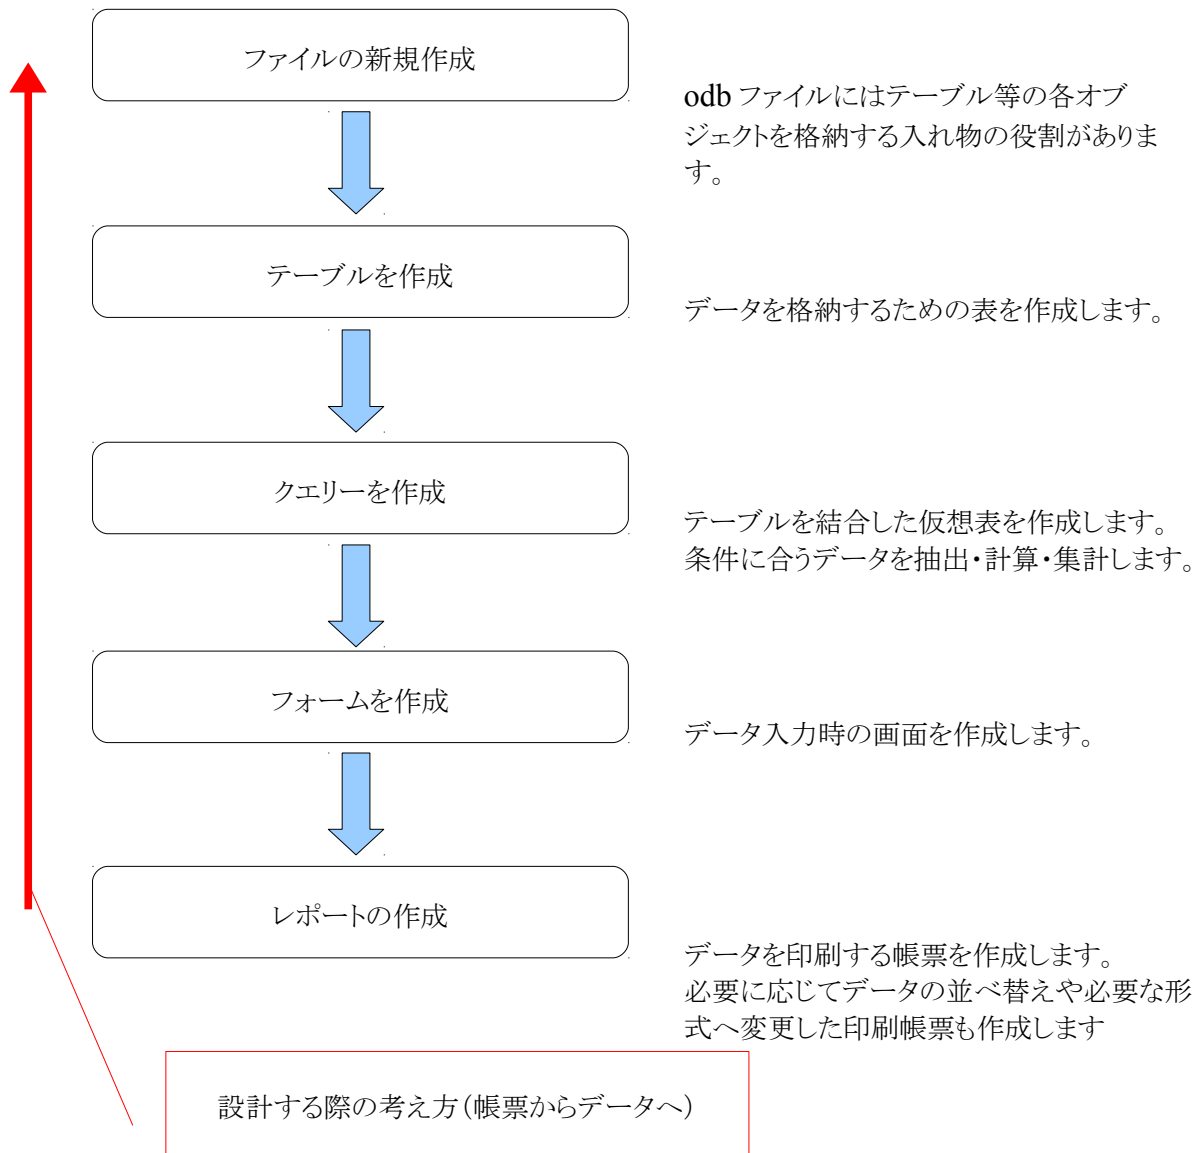 ファイルの新規作成
odb ファイルにはテーブル等の各オブ
ジェクトを格納する入れ物の役割がありま
す。
テーブルを作成
データを格納するための表を作成します。
クエリーを作成
テーブルを結合した仮想表を作成します。
条件に合うデータを抽出・計算・集計します。
フォームを作成
データ入力時の画面を作成します。
レポートの作成
データを印刷する帳票を作成します。
必要に応じてデータの並べ替えや必要な形
式へ変更した印刷帳票も作成します
設計する際の考え方(帳票からデータへ)